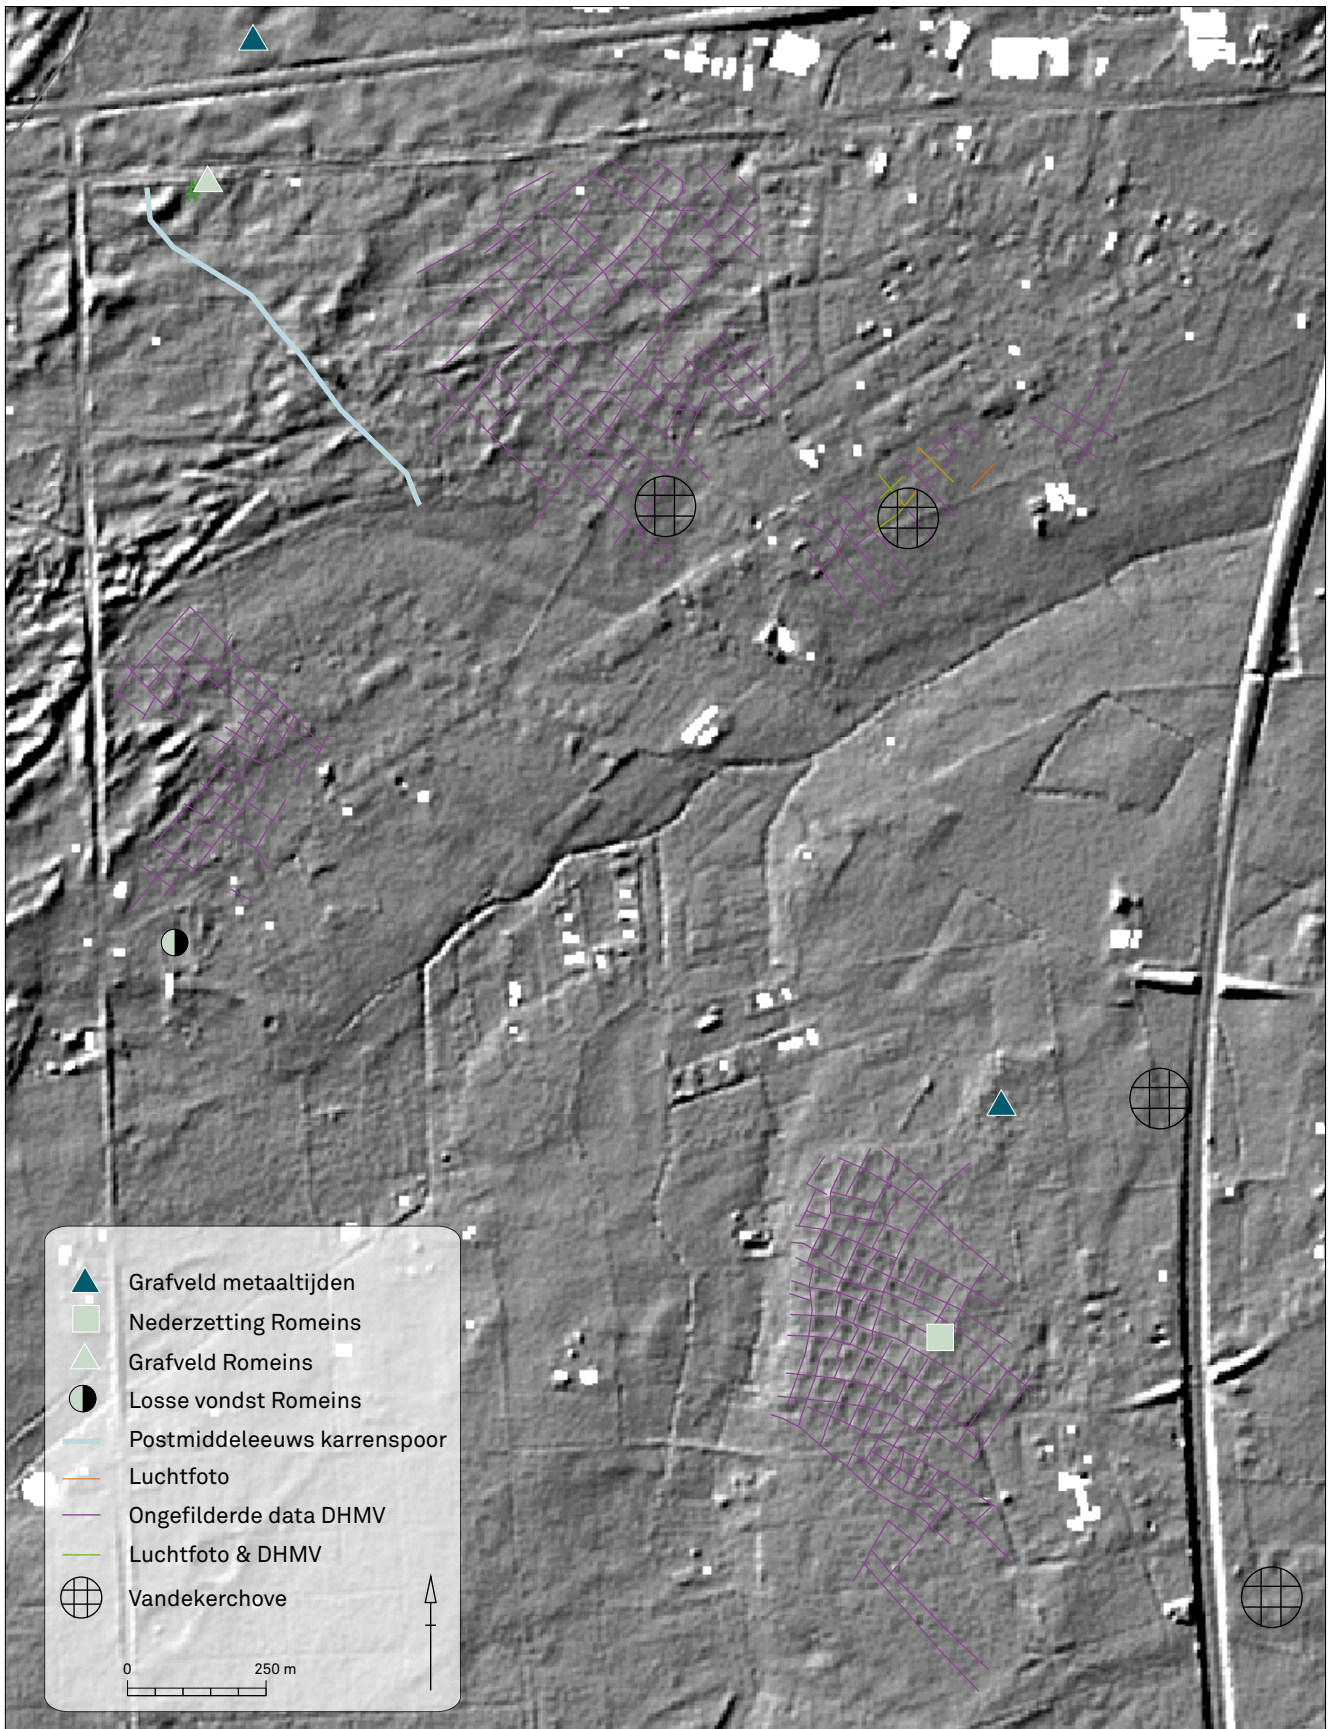 Grafveld metaaltijden
Nederzetting Romeins
Grafveld Romeins
Losse vondst Romeins
Postmiddeleeuws karrenspoor
Luchtfoto
Ongefilderde data DHMV
Luchtfoto & DHMV
Vandekerchove
0 250 m